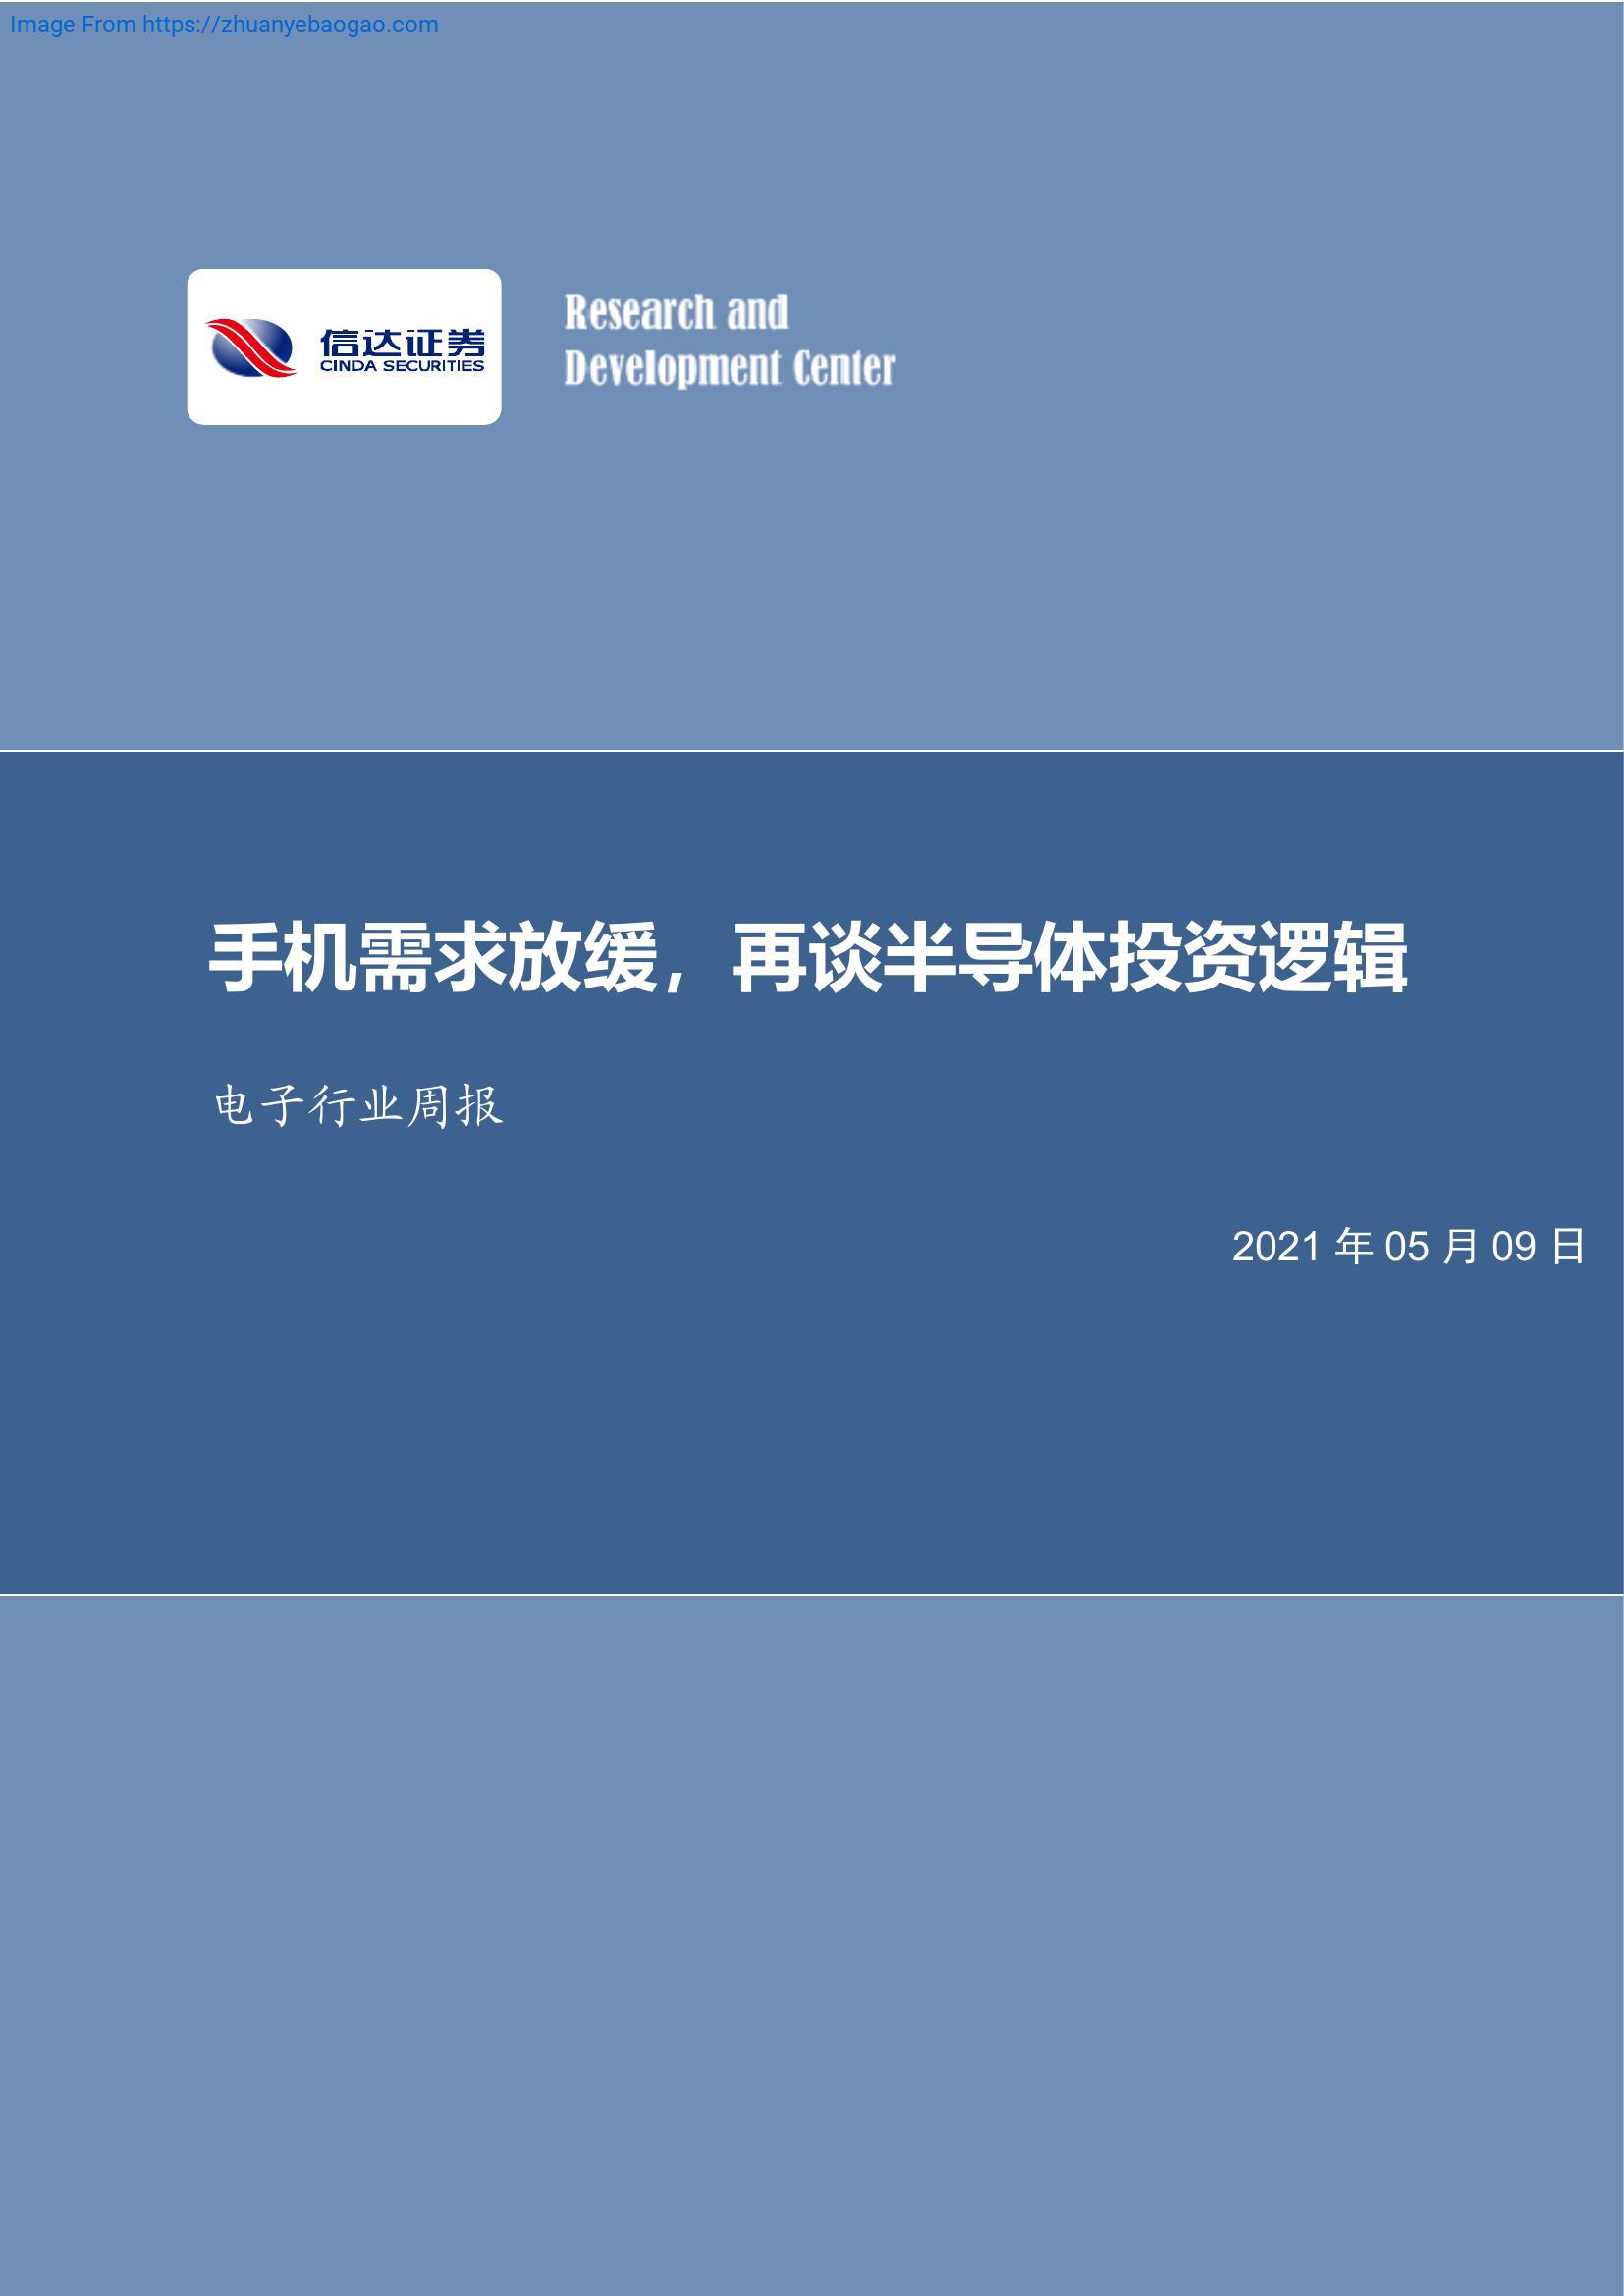 Image From https://zhuanyebaogao.com
信达证券
CINDA SECURITIES
Research and
Development Center
手机需求放缓，再谈半导体投资逻辑
电子行业周报
2021 年 05 月 09 日